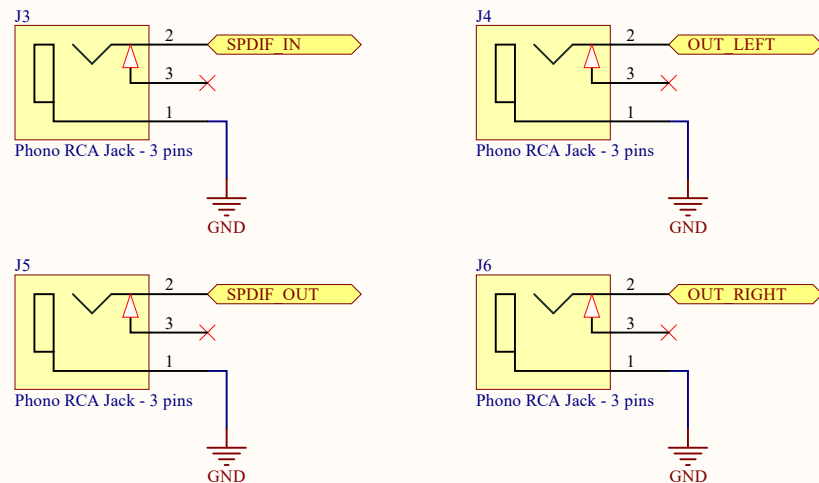 J3
2
SPDIF_IN
3
1
Phono RCA Jack - 3 pins
GND
J4
2
OUT_LEFT
3
1
Phono RCA Jack - 3 pins
GND
J5
2
SPDIF_OUT
3
1
Phono RCA Jack - 3 pins
GND
J6
2
OUT_RIGHT
3
1
Phono RCA Jack - 3 pins
GND